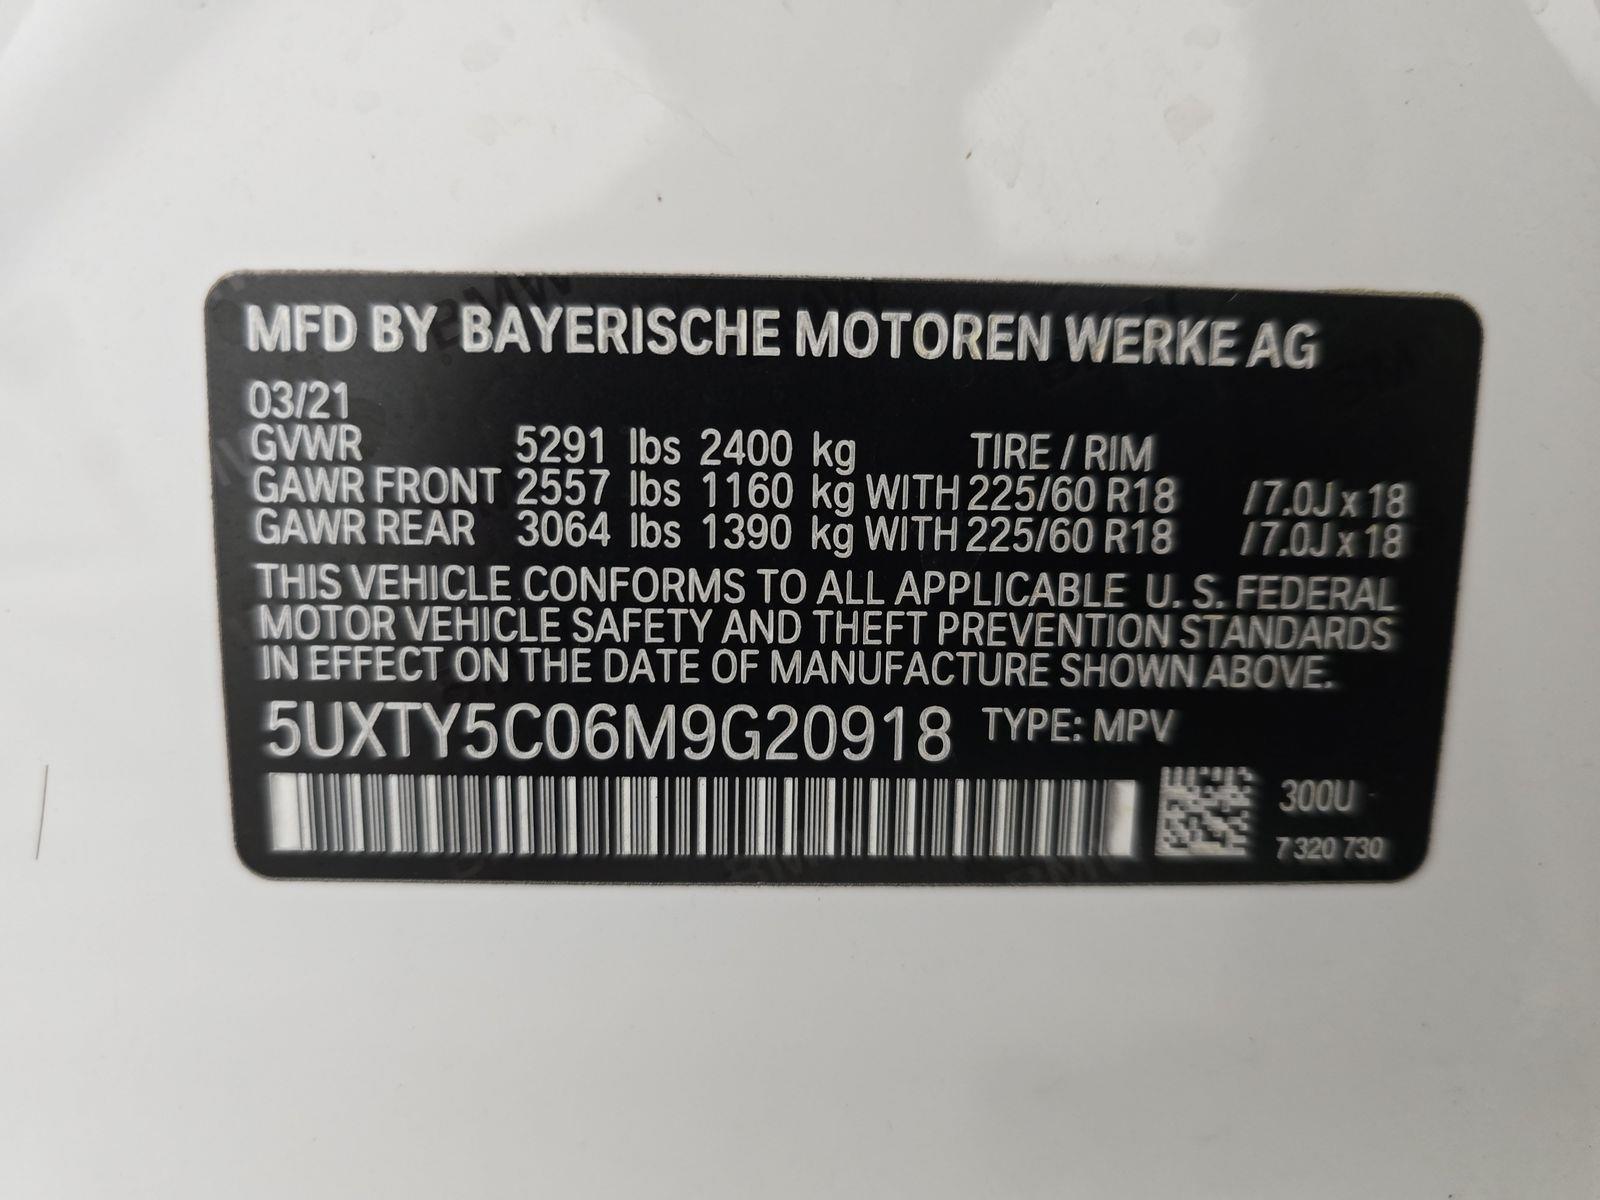 MFD BY BAYERISCHE MOTOREN WERKE AG
03/21
GVWR 5291 lbs 2400 kg TIRE / RIM
GAWR FRONT 2557 lbs 1160 kg WITH 225/60 R18 /7.0J x 18
GAWR REAR 3064 lbs 1390 kg WITH 225/60 R18 /7.0J x 18
THIS VEHICLE CONFORMS TO ALL APPLICABLE U. S. FEDERAL
MOTOR VEHICLE SAFETY AND THEFT PREVENTION STANDARDS
IN EFFECT ON THE DATE OF MANUFACTURE SHOWN ABOVE.
5UXTY5C06M9G20918 TYPE: MPV
300U
7 320 730